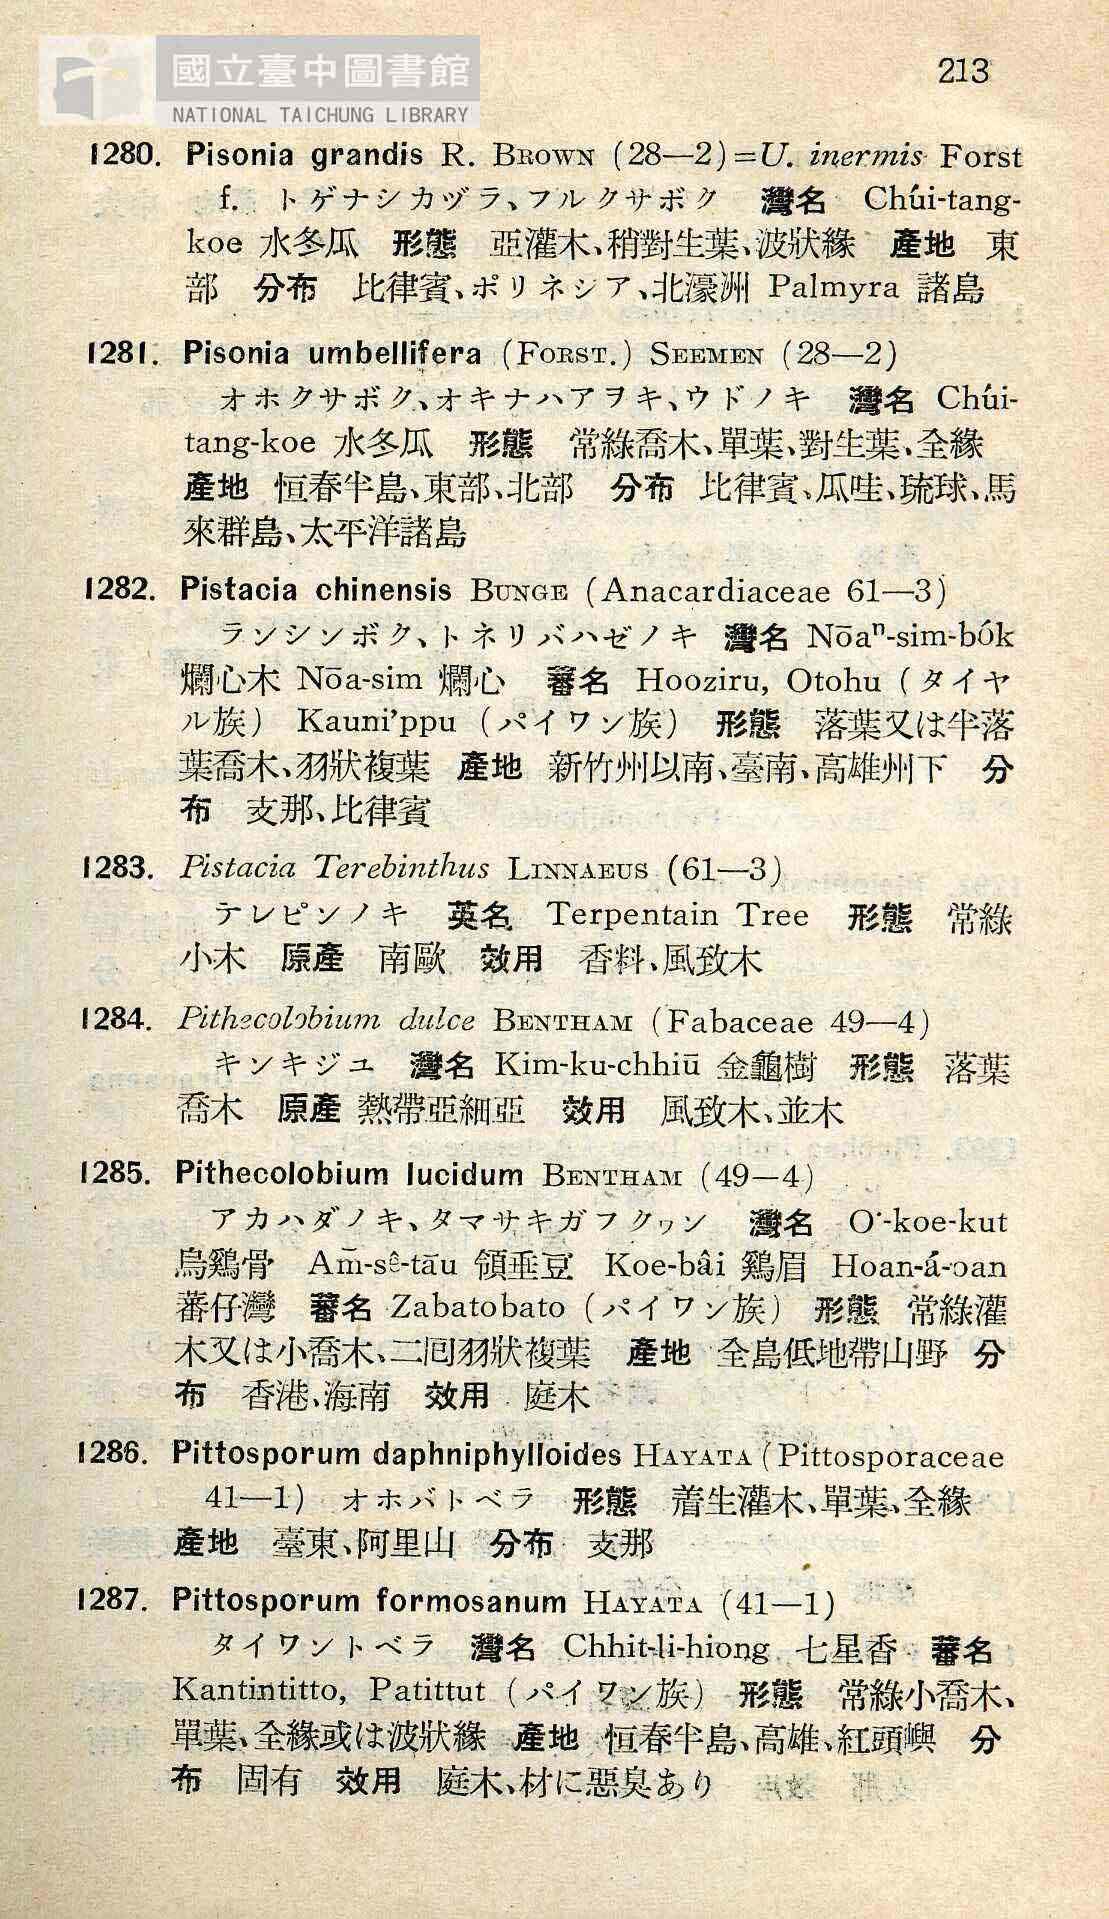 國立臺中圖書館
NATIONAL TAICHUNG LIBRARY
213
1280. Pisonia grandis R. BROWN (28—2)=U. inermis Forst
f. トゲナシカヅラ、フルクサボク 灣名 Chúi-tang-
koe 水冬瓜 形態 亞灌木、稍對生葉、波狀緣 產地 東
部 分布 比律賓、ポリネシア、北濠洲 Palmyra 諸島
1281. Pisonia umbellifera (FORST.) SEEMEN (28—2)
オホクサボク、オキナハアヲキ、ウドノキ 灣名 Chúi-
tang-koe 水冬瓜 形態 常綠喬木、單葉、對生葉、全緣
產地 恒春半島、東部、北部 分布 比律賓、瓜哇、琉球、馬
來群島、太平洋諸島
1282. Pistacia chinensis BUNGE (Anacardiaceae 61—3)
ランシンボク、トネリバハゼノキ 灣名 Nōaⁿ-sim-bók
爛心木 Nōa-sim 爛心 蕃名 Hooziru, Otohu (タイヤ
ル族) Kauni'ppu (パイワン族) 形態 落葉又は半落
葉喬木、羽狀複葉 產地 新竹州以南、臺南、高雄州下 分
布 支那、比律賓
1283. Pistacia Terebinthus LINNAEUS (61—3)
テレピンノキ 英名 Terpentain Tree 形態 常綠
小木 原產 南歐 效用 香料、風致木
1284. Pithecolobium dulce BENTHAM (Fabaceae 49—4)
キンキジユ 灣名 Kim-ku-chhiū 金龜樹 形態 落葉
喬木 原產 熱帶亞細亞 效用 風致木、並木
1285. Pithecolobium lucidum BENTHAM (49—4)
アカハダノキ、タマサキガフクワン 灣名 O·-koe-kut
烏鷄骨 Ām-sê-tāu 領垂豆 Koe-bâi 鷄眉 Hoan-á-oan
蕃仔灣 蕃名 Zabatobato (パイワン族) 形態 常綠灌
木又は小喬木、二囘羽狀複葉 產地 全島低地帶山野 分
布 香港、海南 效用 庭木
1286. Pittosporum daphniphylloides HAYATA (Pittosporaceae
41—1) オホバトベラ 形態 着生灌木、單葉、全緣
產地 臺東、阿里山 分布 支那
1287. Pittosporum formosanum HAYATA (41—1)
タイワントベラ 灣名 Chhit-li-hiong 七星香 蕃名
Kantintitto, Patittut (パイワン族) 形態 常綠小喬木、
單葉、全緣或は波狀緣 產地 恒春半島、高雄、紅頭嶼 分
布 固有 效用 庭木、材に惡臭あり